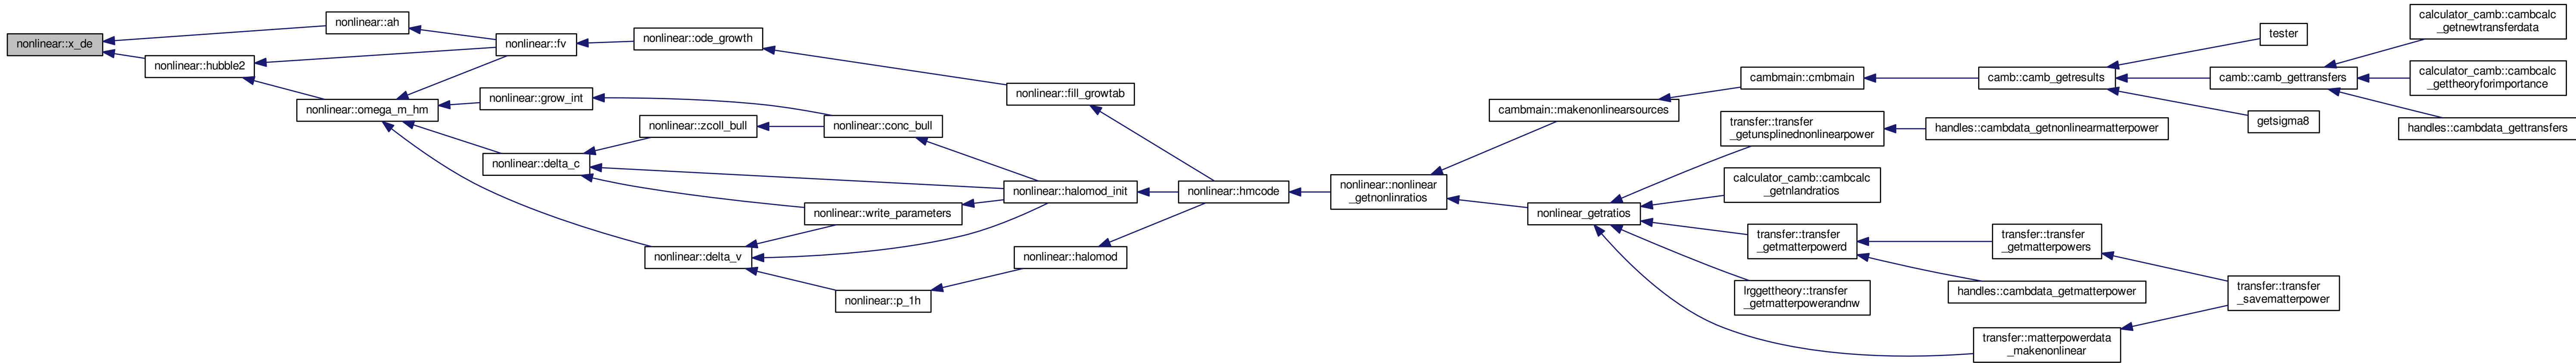 nonlinear::x_de
nonlinear::ah
nonlinear::hubble2
nonlinear::fv
nonlinear::omega_m_hm
nonlinear::ode_growth
nonlinear::grow_int
nonlinear::zcoll_bull
nonlinear::delta_c
nonlinear::delta_v
nonlinear::conc_bull
nonlinear::write_parameters
nonlinear::p_1h
nonlinear::fill_growtab
nonlinear::halomod_init
nonlinear::halomod
nonlinear::hmcode
nonlinear::nonlinear
_getnonlinratios
cambmain::makenonlinearsources
nonlinear_getratios
cambmain::cmbmain
transfer::transfer
_getunsplinednonlinearpower
calculator_camb::cambcalc
_getnlandratios
transfer::transfer
_getmatterpowerd
lrggettheory::transfer
_getmatterpowerandnw
camb::camb_getresults
handles::cambdata_getnonlinearmatterpower
transfer::transfer
_getmatterpowers
handles::cambdata_getmatterpower
transfer::matterpowerdata
_makenonlinear
tester
camb::camb_gettransfers
getsigma8
transfer::transfer
_savematterpower
calculator_camb::cambcalc
_getnewtransferdata
calculator_camb::cambcalc
_gettheoryforimportance
handles::cambdata_gettransfers